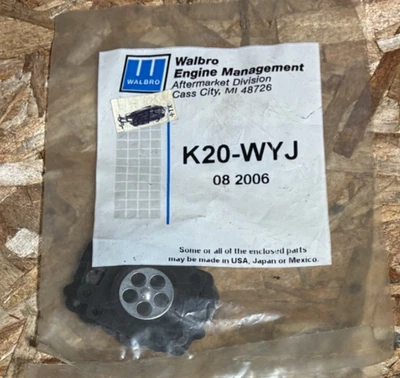 WALBRO
Walbro
Engine Management
Aftermarket Division
Cass City, MI 48726
K20-WYJ
08 2006
Some or all of the enclosed parts
may be made in USA, Japan or Mexico.